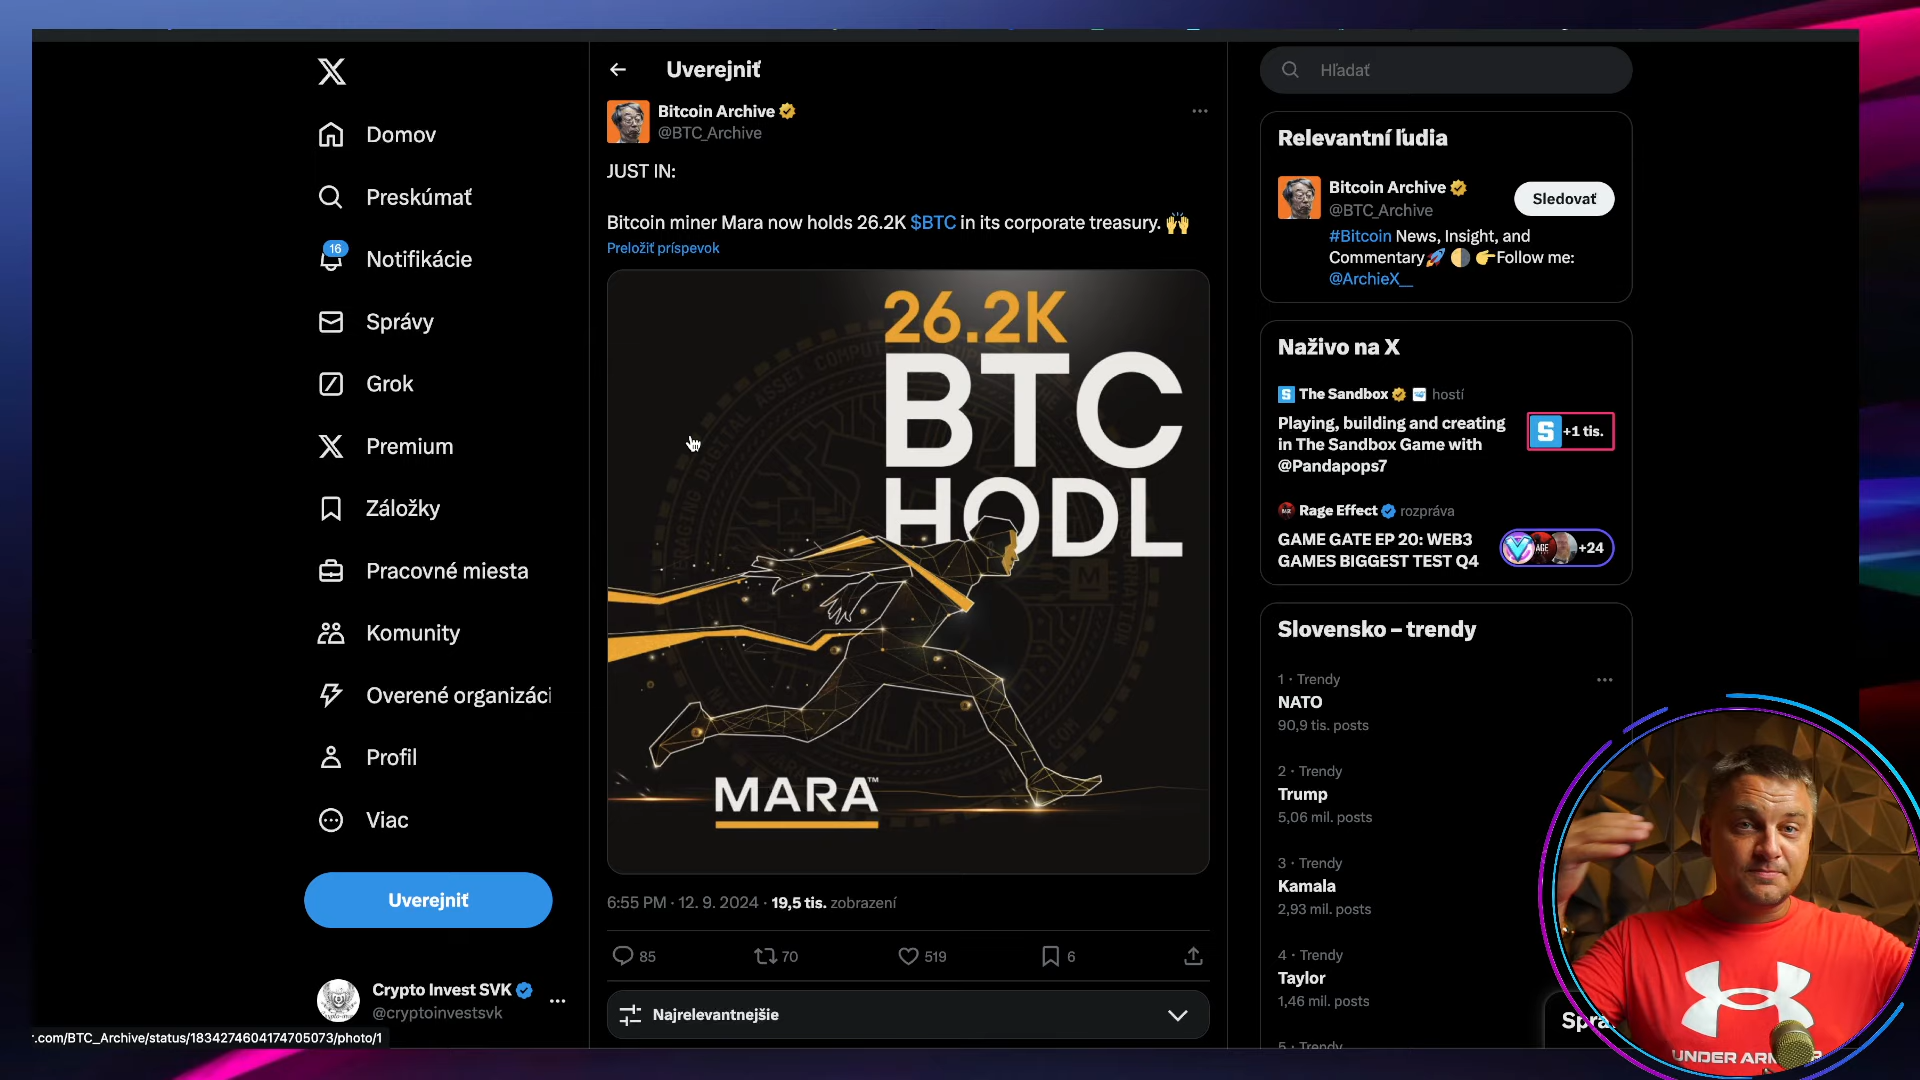 Domov
Preskúmať
16
Notifikácie
Správy
Grok
Premium
Záložky
Pracovné miesta
Komunity
Overené organizáci
Profil
Viac
Uverejniť
Crypto Invest SVK
@cryptoinvestsvk
.com/BTC_Archive/status/1834274604174705073/photo/1
Uverejniť
Bitcoin Archive
@BTC_Archive
JUST IN:
Bitcoin miner Mara now holds 26.2K $BTC in its corporate treasury. 🙌
Preložiť príspevok
26.2K
BTC
HODL
MARA™
6:55 PM · 12. 9. 2024 · 19,5 tis. zobrazení
85 70 519 6
Najrelevantnejšie
Hľadať
Relevantní ľudia
Bitcoin Archive
@BTC_Archive
Sledovať
#Bitcoin News, Insight, and
Commentary🚀 🌗 👉Follow me:
@ArchieX__
Naživo na X
The Sandbox hostí
Playing, building and creating
in The Sandbox Game with
@Pandapops7
S +1 tis.
Rage Effect rozpráva
GAME GATE EP 20: WEB3
GAMES BIGGEST TEST Q4
+24
Slovensko – trendy
1 · Trendy
NATO
90,9 tis. posts
2 · Trendy
Trump
5,06 mil. posts
3 · Trendy
Kamala
2,93 mil. posts
4 · Trendy
Taylor
1,46 mil. posts
5 · Trendy
Sprá
UNDER